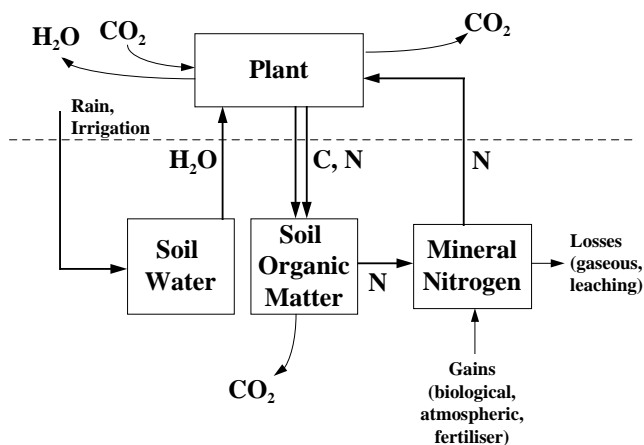 H₂O
CO₂
CO₂
Plant
Rain,
Irrigation
H₂O
C, N
N
Soil
Water
Soil
Organic
Matter
N
Mineral
Nitrogen
Losses
(gaseous,
leaching)
CO₂
Gains
(biological,
atmospheric,
fertiliser)